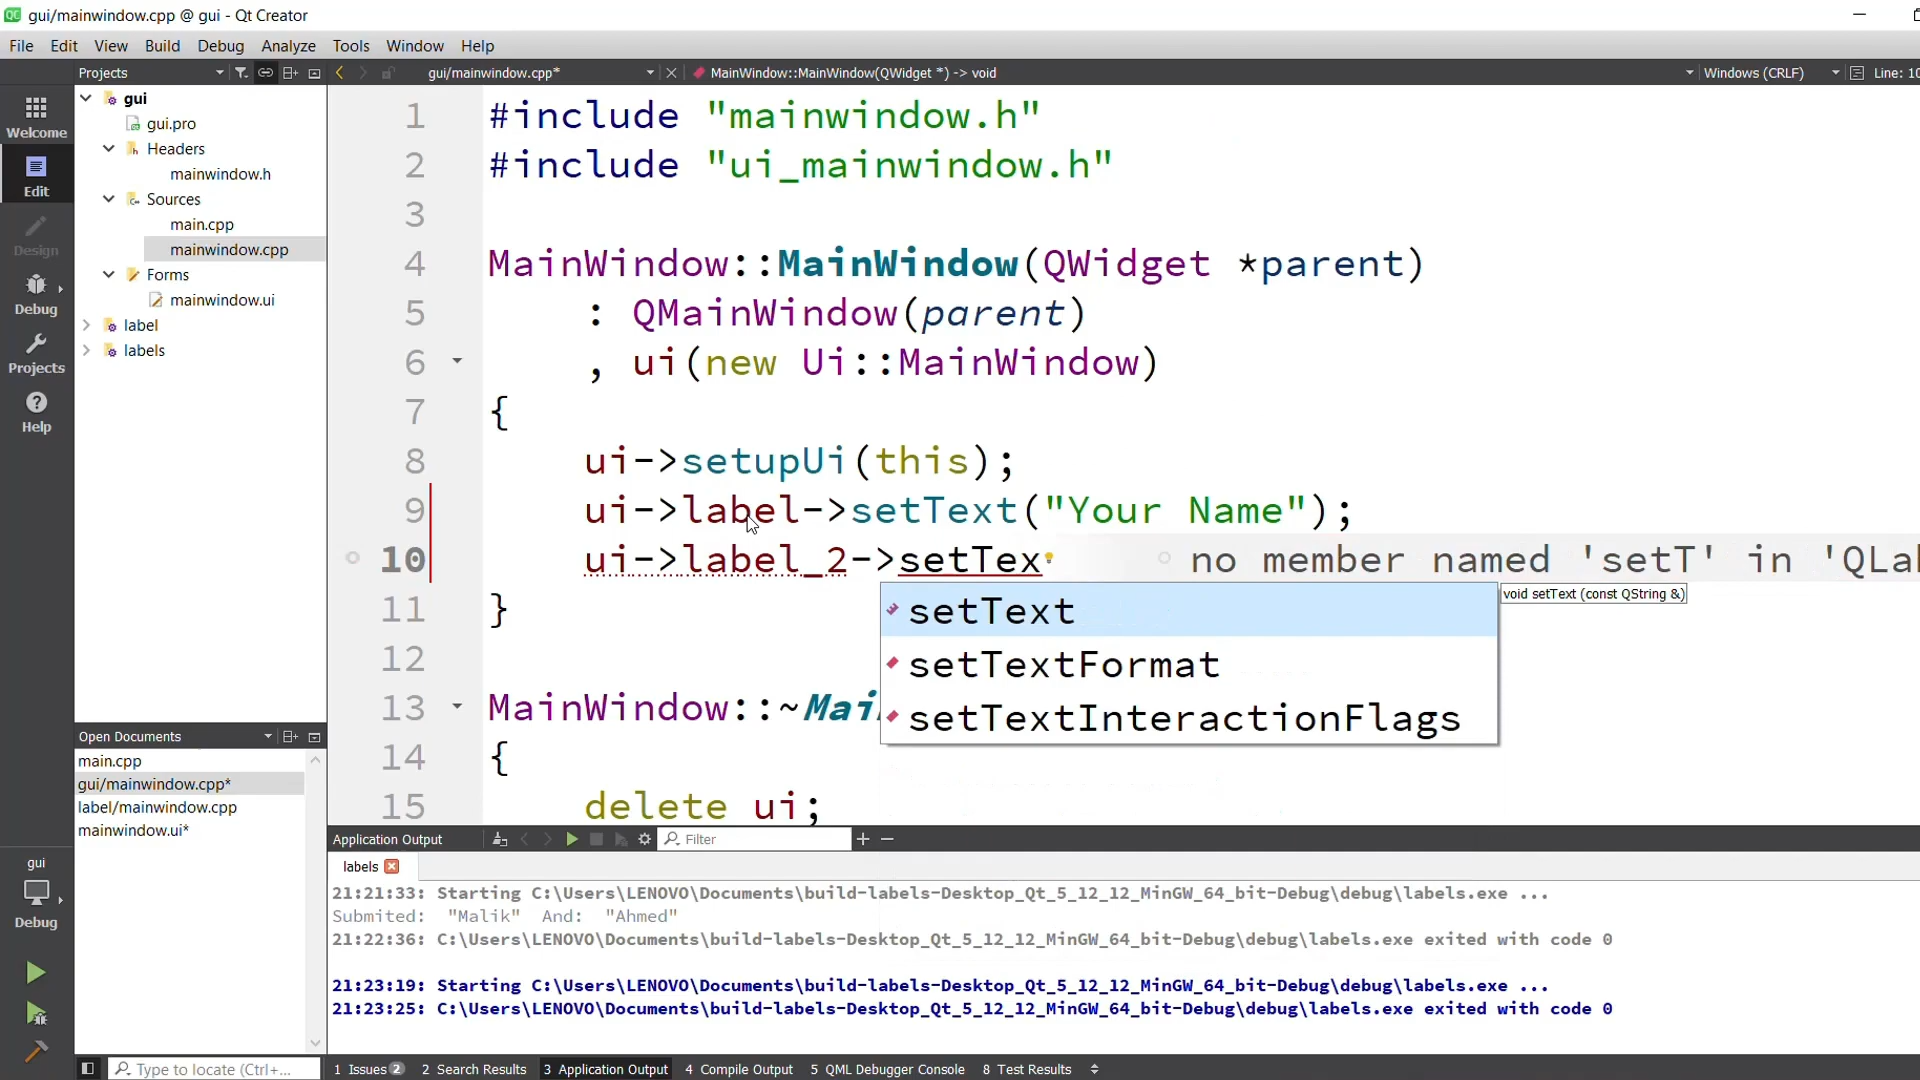 gui/mainwindow.cpp @ gui - Qt Creator
File Edit View Build Debug Analyze Tools Window Help
Projects gui/mainwindow.cpp* MainWindow::MainWindow(QWidget *) -> void Windows (CRLF) Line: 10
Welcome
Edit
Design
Debug
Projects
Help
gui
gui.pro
Headers
mainwindow.h
Sources
main.cpp
mainwindow.cpp
Forms
mainwindow.ui
label
labels
1 #include "mainwindow.h"
2 #include "ui_mainwindow.h"
3
4 MainWindow::MainWindow(QWidget *parent)
5 : QMainWindow(parent)
6 , ui(new Ui::MainWindow)
7 {
8 ui->setupUi(this);
9 ui->label->setText("Your Name");
10 ui->label_2->setTex no member named 'setT' in 'QLa
11 }
12
13 MainWindow::~Mai
14 {
15 delete ui;
setText
setTextFormat
setTextInteractionFlags
void setText (const QString &)
Open Documents
main.cpp
gui/mainwindow.cpp*
label/mainwindow.cpp
mainwindow.ui*
gui
Debug
Application Output Filter
labels
21:21:33: Starting C:\Users\LENOVO\Documents\build-labels-Desktop_Qt_5_12_12_MinGW_64_bit-Debug\debug\labels.exe ...
Submited: "Malik" And: "Ahmed"
21:22:36: C:\Users\LENOVO\Documents\build-labels-Desktop_Qt_5_12_12_MinGW_64_bit-Debug\debug\labels.exe exited with code 0
21:23:19: Starting C:\Users\LENOVO\Documents\build-labels-Desktop_Qt_5_12_12_MinGW_64_bit-Debug\debug\labels.exe ...
21:23:25: C:\Users\LENOVO\Documents\build-labels-Desktop_Qt_5_12_12_MinGW_64_bit-Debug\debug\labels.exe exited with code 0
Type to locate (Ctrl+... 1 Issues 2 2 Search Results 3 Application Output 4 Compile Output 5 QML Debugger Console 8 Test Results